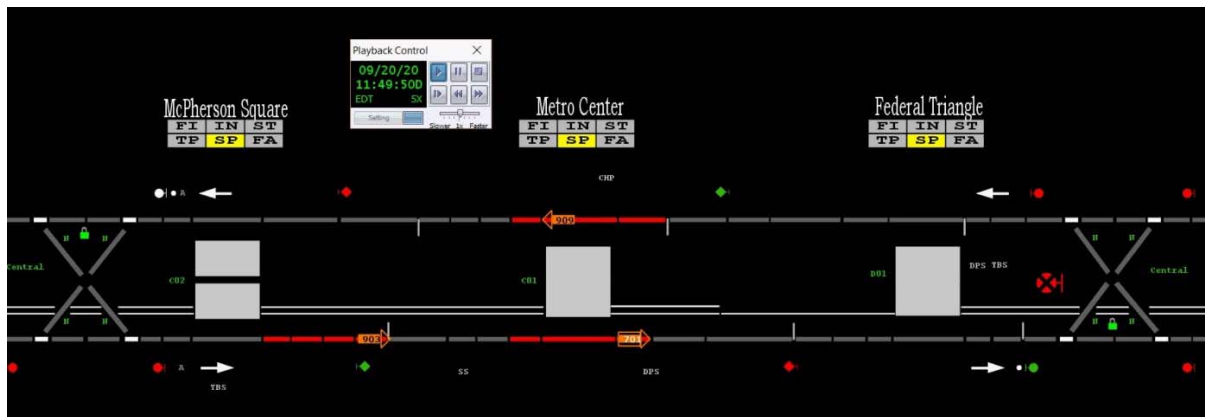 Playback Control
09/20/20
11:49:50D
EDT SX
Setting
Slower 1x Faster
McPherson Square
FI IN ST
TP SP FA
Metro Center
FI IN ST
TP SP FA
Federal Triangle
FI IN ST
TP SP FA
CHP
A
909
N N
N N
Central
C02
C01
D01
DPS TBS
Central
N N
N N
903
701
A
TBS
SS
DPS